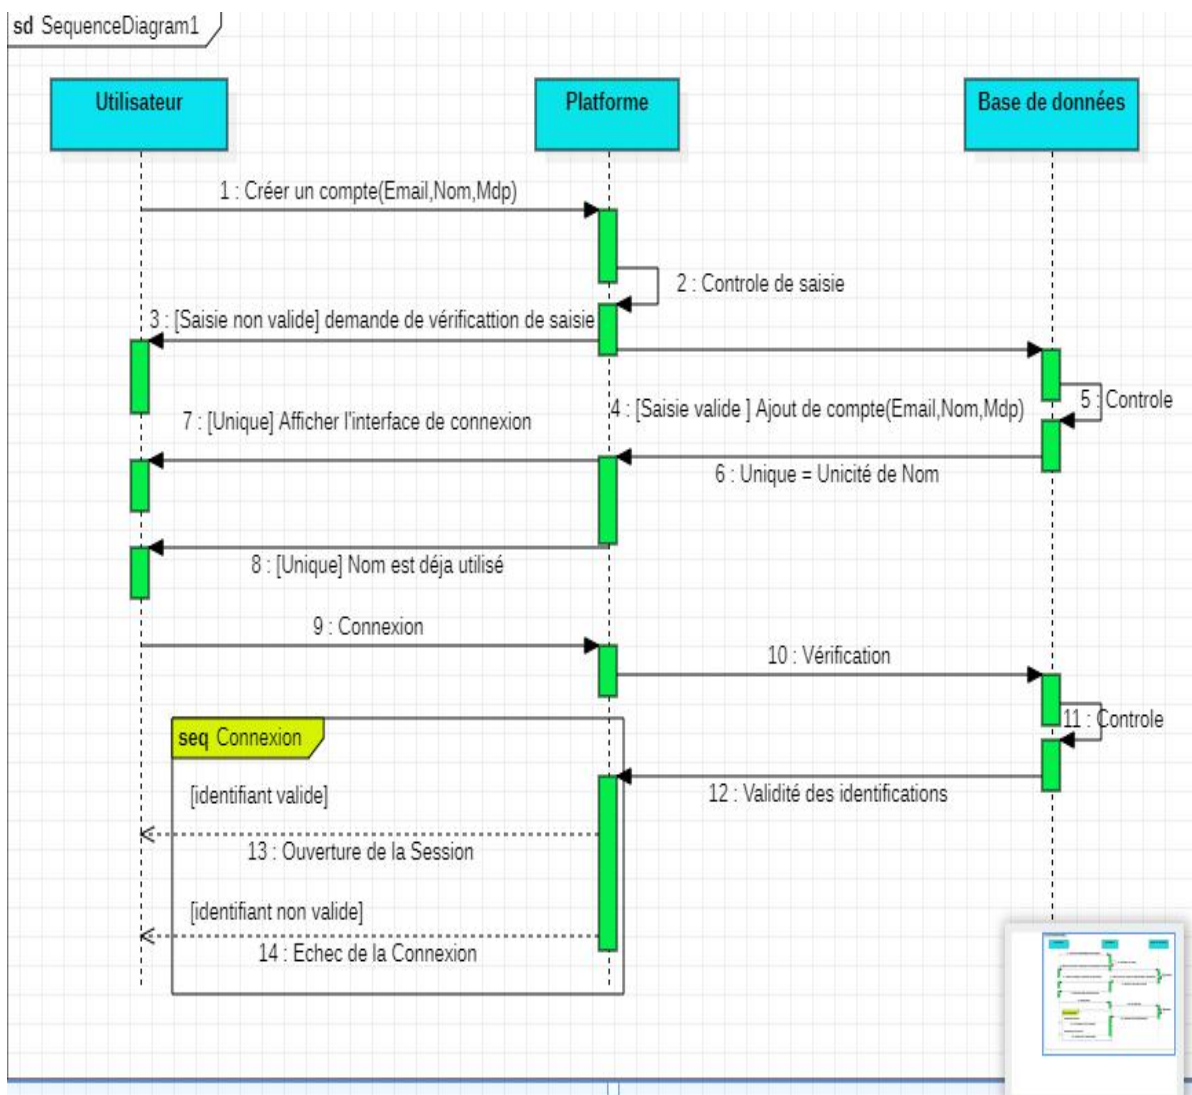 sd SequenceDiagram1
Utilisateur
Platforme
Base de données
1 : Créer un compte(Email,Nom,Mdp)
2 : Controle de saisie
3 : [Saisie non valide] demande de vérificattion de saisie
4 : [Saisie valide ] Ajout de compte(Email,Nom,Mdp)
5 : Controle
6 : Unique = Unicité de Nom
7 : [Unique] Afficher l'interface de connexion
8 : [Unique] Nom est déja utilisé
9 : Connexion
10 : Vérification
11 : Controle
12 : Validité des identifications
seq Connexion
[identifiant valide]
13 : Ouverture de la Session
[identifiant non valide]
14 : Echec de la Connexion